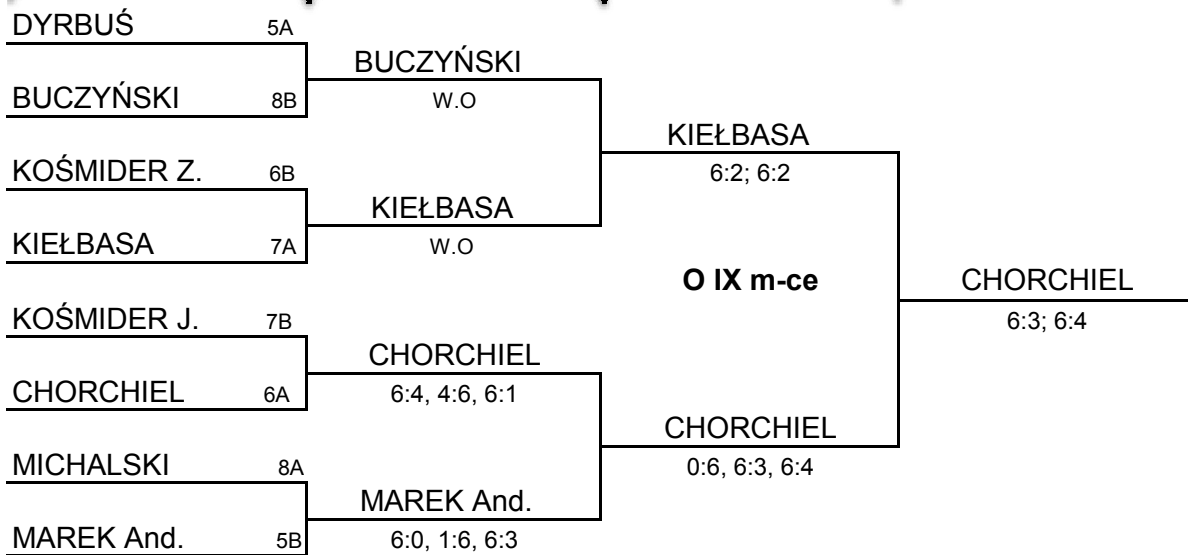 DYRBUŚ 5A
BUCZYŃSKI
BUCZYŃSKI 8B
W.O
KIEŁBASA
KOŚMIDER Z. 6B
6:2; 6:2
KIEŁBASA
KIEŁBASA 7A
W.O
O IX m-ce
CHORCHIEL
KOŚMIDER J. 7B
6:3; 6:4
CHORCHIEL
CHORCHIEL 6A
6:4, 4:6, 6:1
CHORCHIEL
MICHALSKI 8A
0:6, 6:3, 6:4
MAREK And.
MAREK And. 5B
6:0, 1:6, 6:3